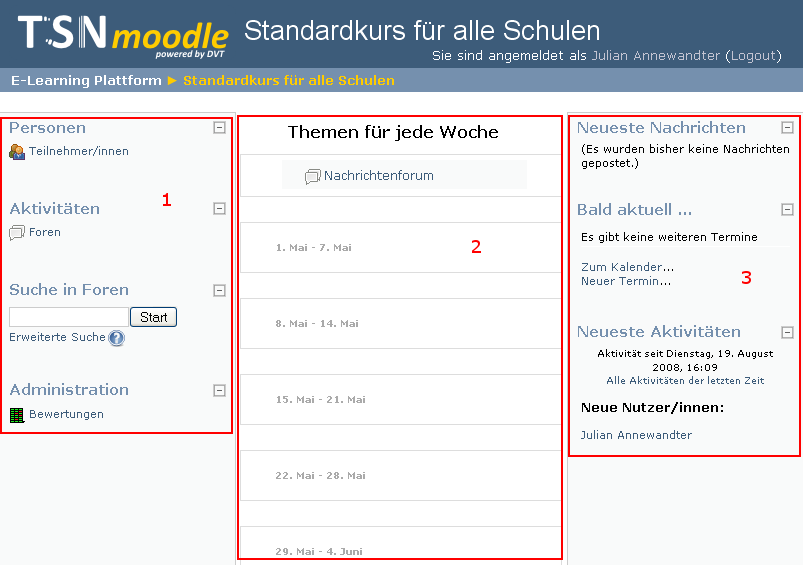 TSN moodle
powered by DVT
Standardkurs für alle Schulen
Sie sind angemeldet als Julian Annewandter (Logout)
E-Learning Plattform ► Standardkurs für alle Schulen
Personen
Teilnehmer/innen
1
Aktivitäten
Foren
Suche in Foren
Start
Erweiterte Suche ?
Administration
Bewertungen
Themen für jede Woche
Nachrichtenforum
2
1. Mai - 7. Mai
8. Mai - 14. Mai
15. Mai - 21. Mai
22. Mai - 28. Mai
29. Mai - 4. Juni
Neueste Nachrichten
(Es wurden bisher keine Nachrichten
gepostet.)
Bald aktuell ...
Es gibt keine weiteren Termine
Zum Kalender...
Neuer Termin...
3
Neueste Aktivitäten
Aktivität seit Dienstag, 19. August
2008, 16:09
Alle Aktivitäten der letzten Zeit
Neue Nutzer/innen:
Julian Annewandter